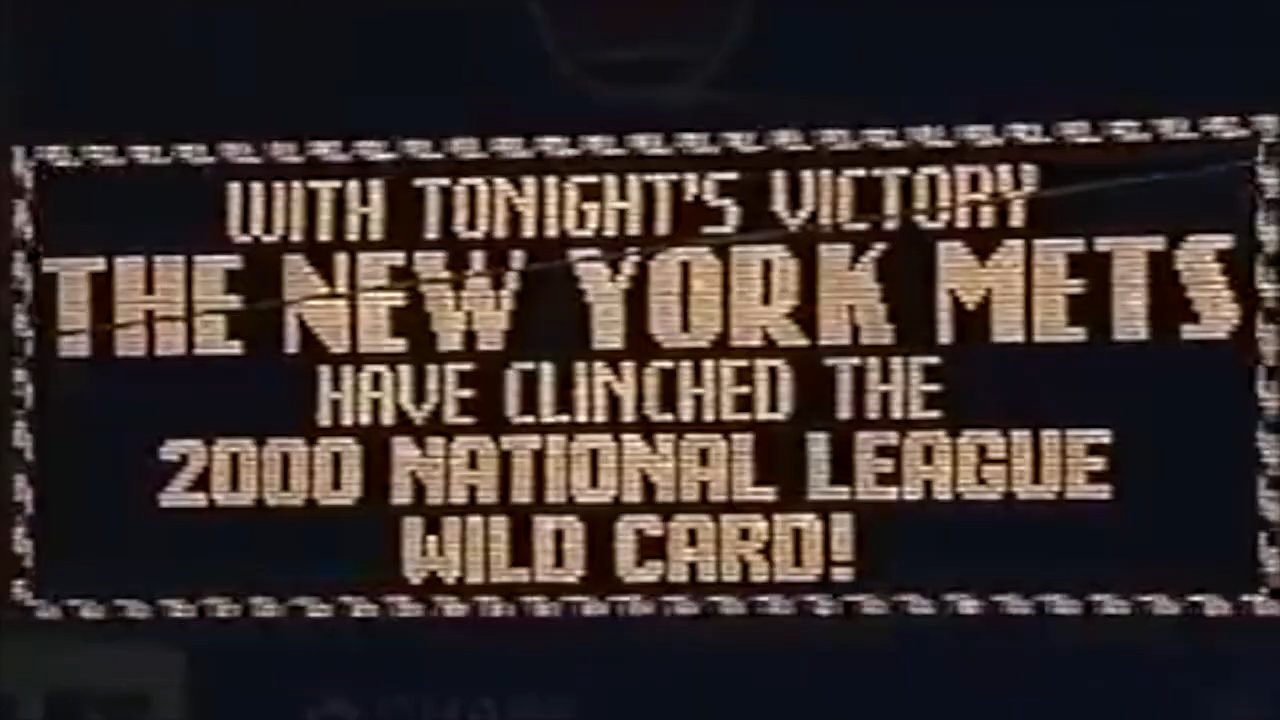 WITH TONIGHT'S VICTORY
THE NEW YORK METS
HAVE CLINCHED THE
2000 NATIONAL LEAGUE
WILD CARD!